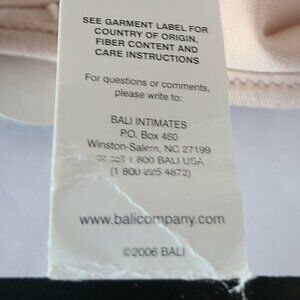 SEE GARMENT LABEL FOR
COUNTRY OF ORIGIN,
FIBER CONTENT AND
CARE INSTRUCTIONS
For questions or comments,
please write to:
BALI INTIMATES
P.O. Box 460
Winston-Salem, NC 27199
or call 1 800 BALI USA
(1 800 225 4872)
www.balicompany.com
©2006 BALI